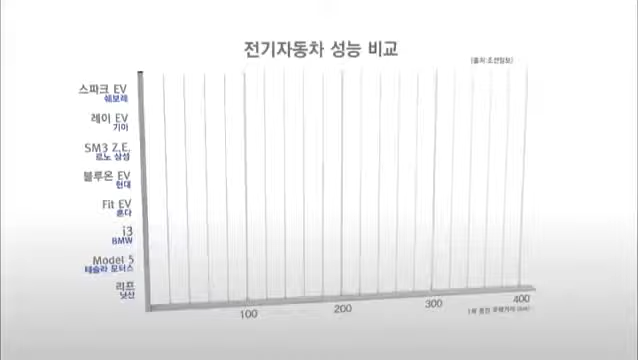 전기자동차 성능 비교
(출처:조선일보)
스파크 EV
쉐보레
레이 EV
기아
SM3 Z.E.
르노 삼성
블루온 EV
현대
Fit EV
혼다
i3
BMW
Model 5
테슬라 모터스
리프
닛산
100
200
300
400
1회 충전 주행거리 (km)